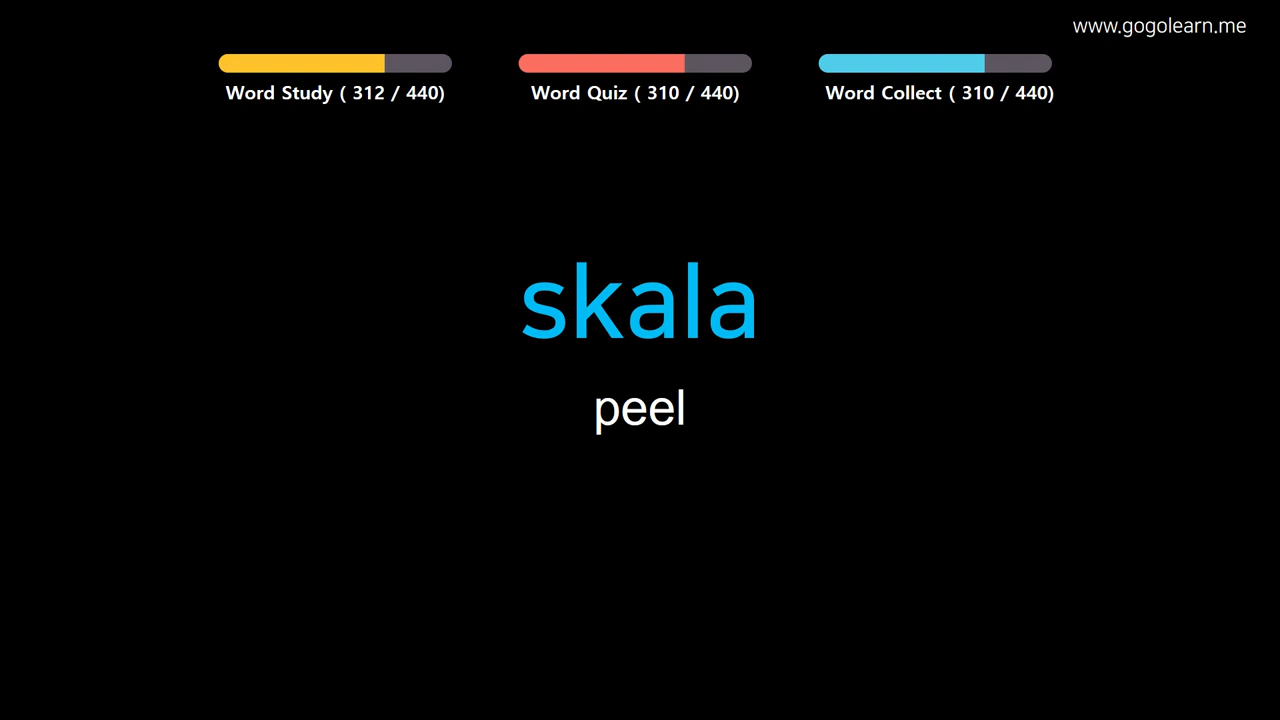 www.gogolearn.me
Word Study ( 312 / 440)
Word Quiz ( 310 / 440)
Word Collect ( 310 / 440)
skala
peel